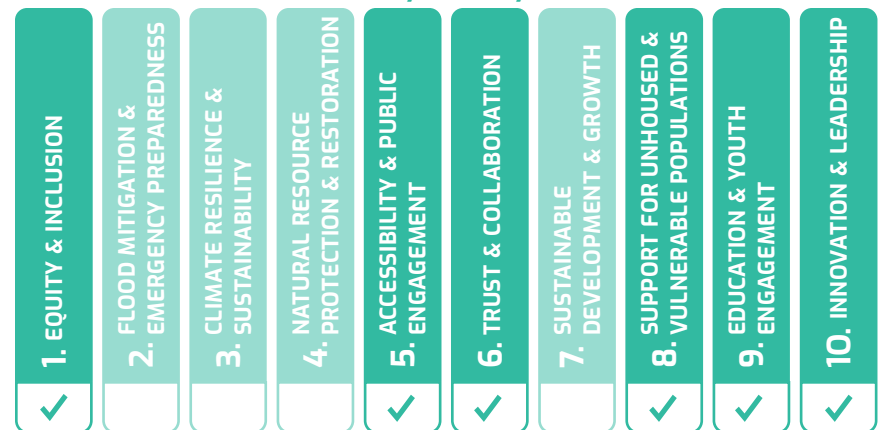 1. EQUITY & INCLUSION
2. FLOOD MITIGATION &
EMERGENCY PREPAREDNESS
3. CLIMATE RESILIENCE &
SUSTAINABILITY
4. NATURAL RESOURCE
PROTECTION & RESTORATION
5. ACCESSIBILITY & PUBLIC
ENGAGEMENT
6. TRUST & COLLABORATION
7. SUSTAINABLE
DEVELOPMENT & GROWTH
8. SUPPORT FOR UNHOUSED &
VULNERABLE POPULATIONS
9. EDUCATION & YOUTH
ENGAGEMENT
10. INNOVATION & LEADERSHIP